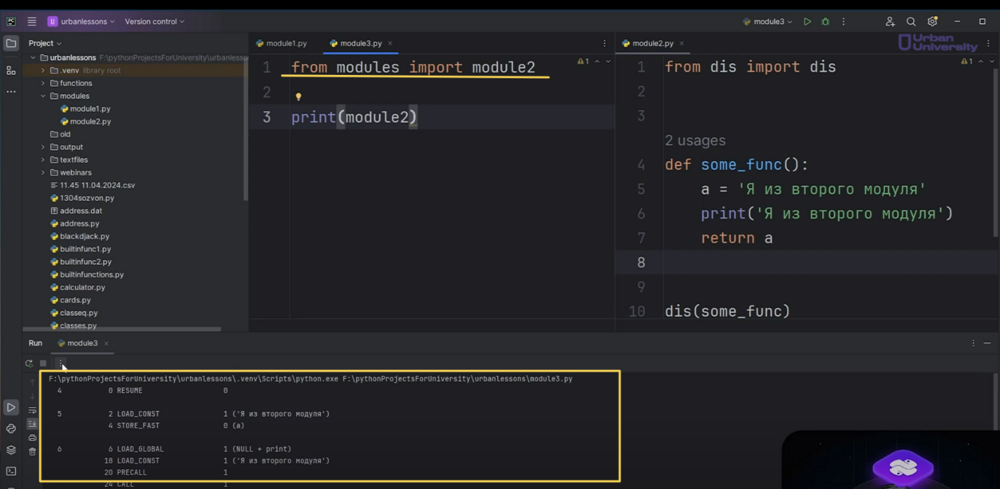 PC
U urbanlessons Version control
module3
Urban
University
Project
urbanlessons F:\pythonProjectsForUniversity\urbanlesso
.venv library root
functions
modules
module1.py
module2.py
old
output
textfiles
webinars
11.45 11.04.2024.csv
1304sozvon.py
address.dat
address.py
blackdjack.py
builtinfunc1.py
builtinfunc2.py
builtinfunctions.py
calculator.py
cards.py
classeq.py
classes.py
module1.py module3.py
1 from modules import module2 1
2
3 print(module2)
module2.py
1 from dis import dis 1
2
3
2 usages
4 def some_func():
5 a = 'Я из второго модуля'
6 print('Я из второго модуля')
7 return a
8
9
10 dis(some_func)
Run module3
F:\pythonProjectsForUniversity\urbanlessons\.venv\Scripts\python.exe F:\pythonProjectsForUniversity\urbanlessons\module3.py
4 0 RESUME 0
5 2 LOAD_CONST 1 ('Я из второго модуля')
4 STORE_FAST 0 (a)
6 6 LOAD_GLOBAL 1 (NULL + print)
18 LOAD_CONST 1 ('Я из второго модуля')
20 PRECALL 1
24 CALL 1